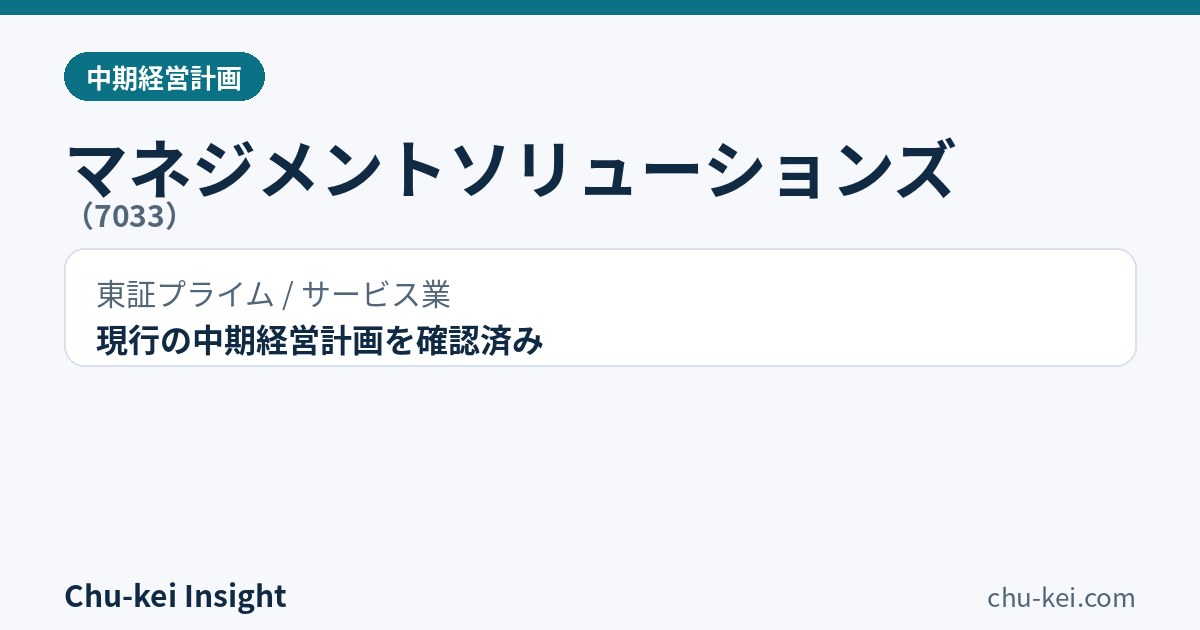 中期経営計画
マネジメントソリューションズ
（7033）
東証プライム / サービス業
現行の中期経営計画を確認済み
Chu-kei Insight
chu-kei.com